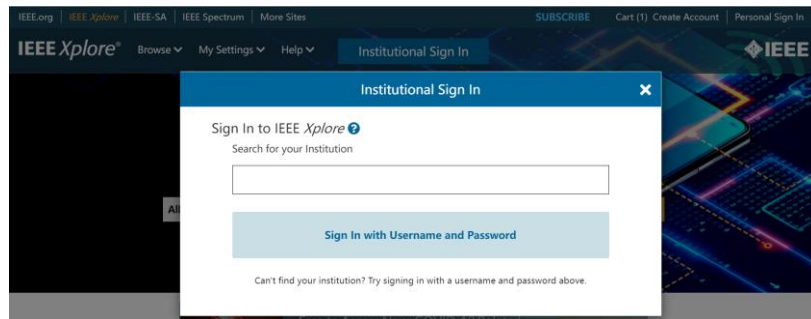 IEEE.org IEEE Xplore IEEE-SA IEEE Spectrum More Sites SUBSCRIBE Cart (1) Create Account Personal Sign In
IEEE Xplore® Browse My Settings Help Institutional Sign In IEEE
Institutional Sign In
Sign In to IEEE Xplore
Search for your Institution
All
Sign In with Username and Password
Can't find your institution? Try signing in with a username and password above.